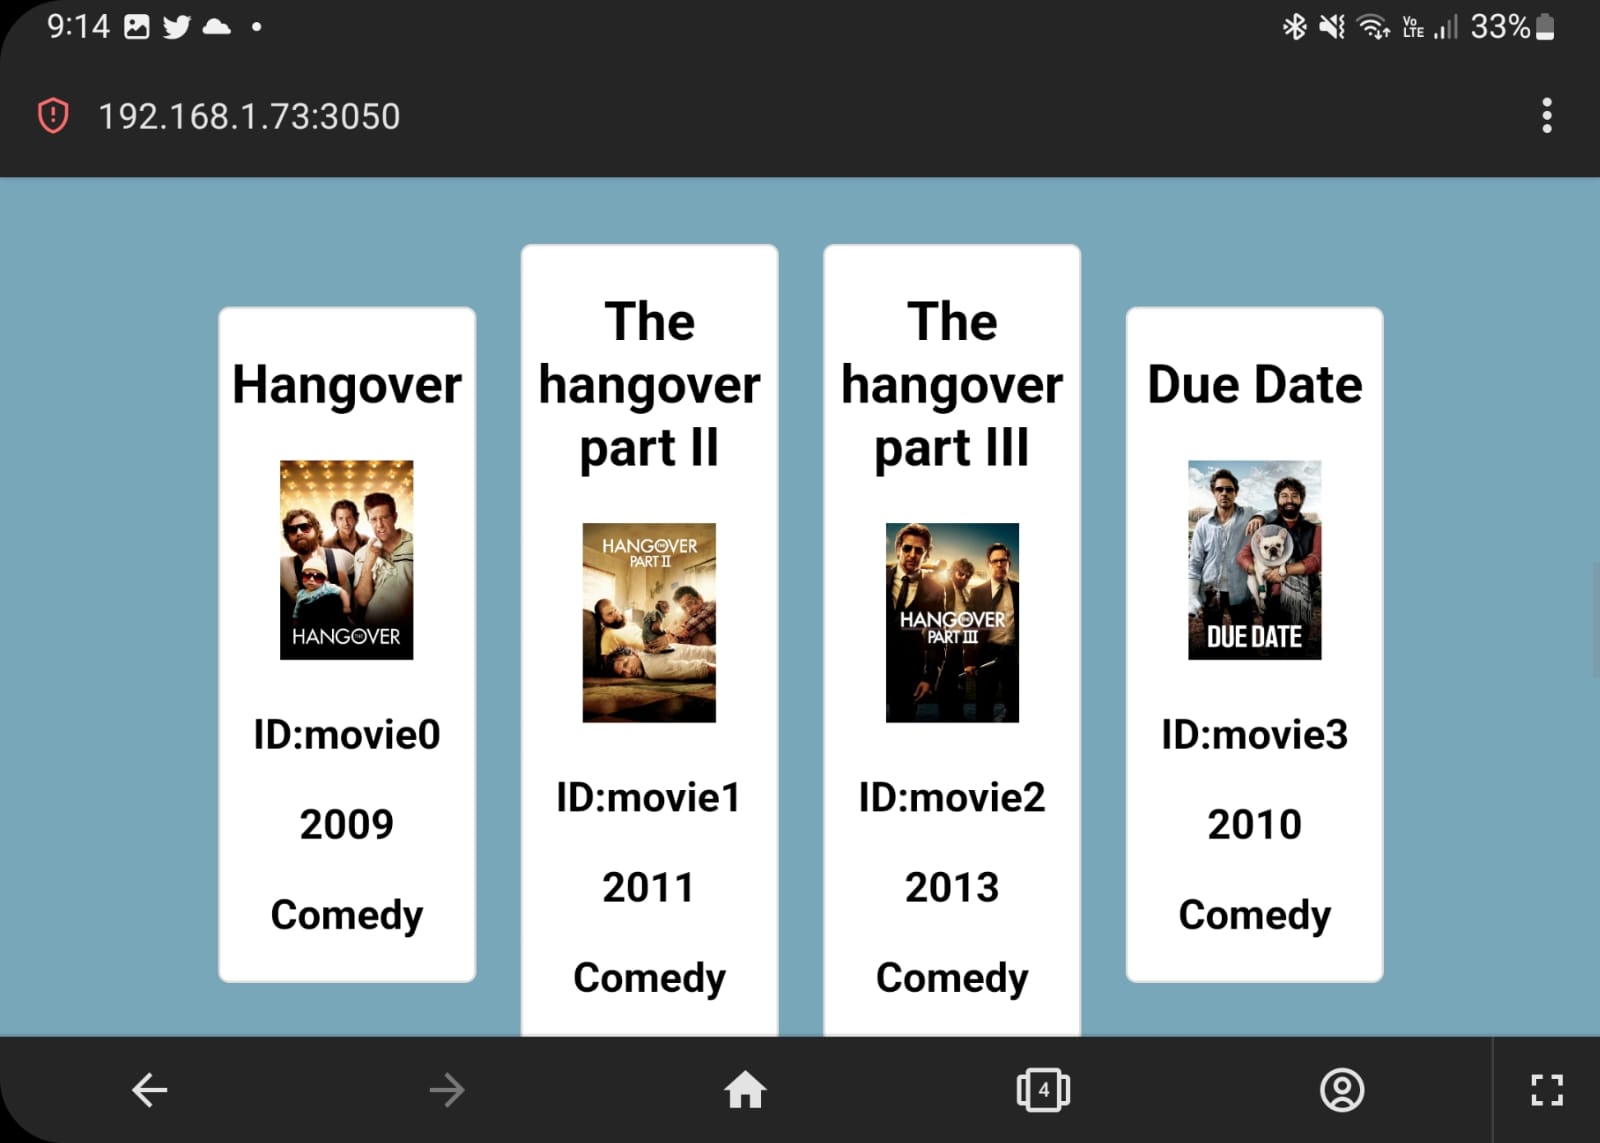 9:14
Vo LTE 33%
192.168.1.73:3050
Hangover
HANGOVER
ID:movie0
2009
Comedy
The
hangover
part II
HANGOVER
PART II
ID:movie1
2011
Comedy
The
hangover
part III
HANGOVER
PART III
ID:movie2
2013
Comedy
Due Date
DUE DATE
ID:movie3
2010
Comedy
4